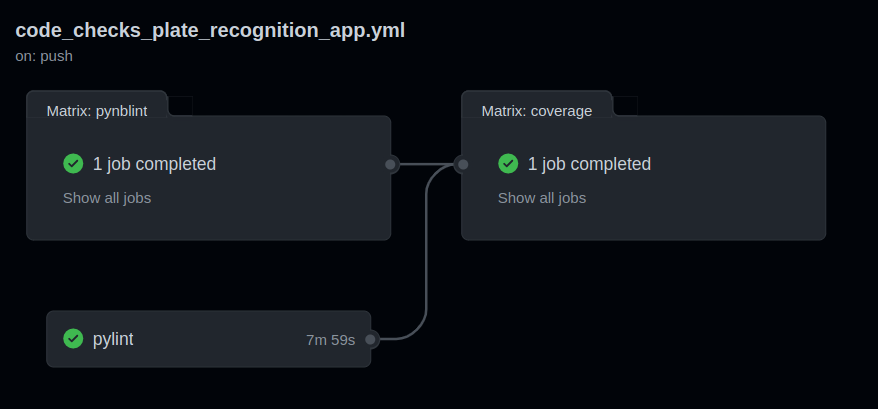 code_checks_plate_recognition_app.yml
on: push
Matrix: pynblint
1 job completed
Show all jobs
Matrix: coverage
1 job completed
Show all jobs
pylint
7m 59s